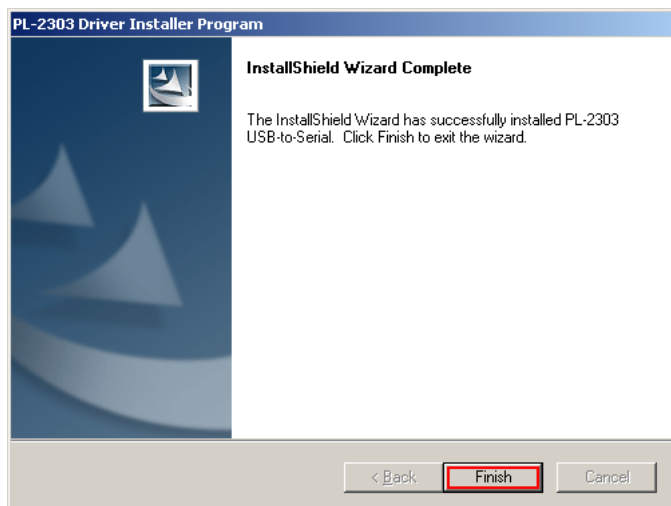 PL-2303 Driver Installer Program
InstallShield Wizard Complete
The InstallShield Wizard has successfully installed PL-2303
USB-to-Serial. Click Finish to exit the wizard.
< Back
Finish
Cancel